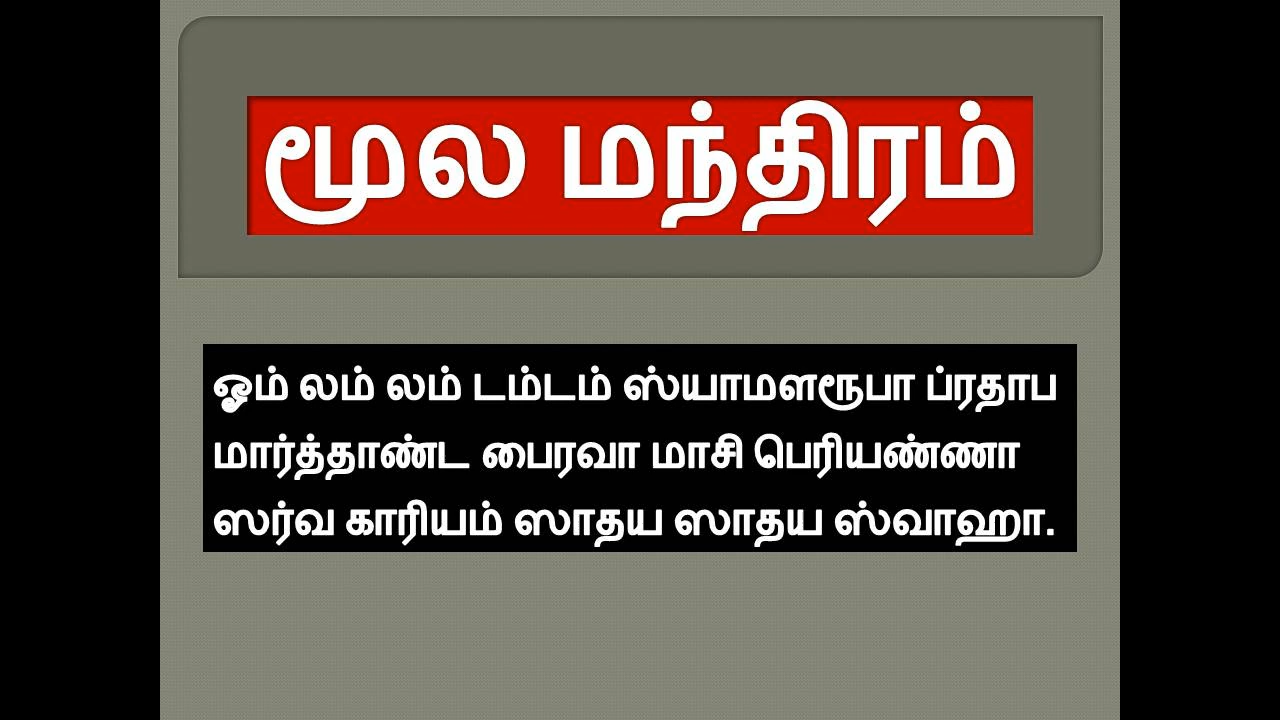 மூல மந்திரம்
ஓம் லம் லம் டம்டம் ஸ்யாமளரூபா ப்ரதாப
மார்த்தாண்ட பைரவா மாசி பெரியண்ணா
ஸர்வ காரியம் ஸாதய ஸாதய ஸ்வாஹா.